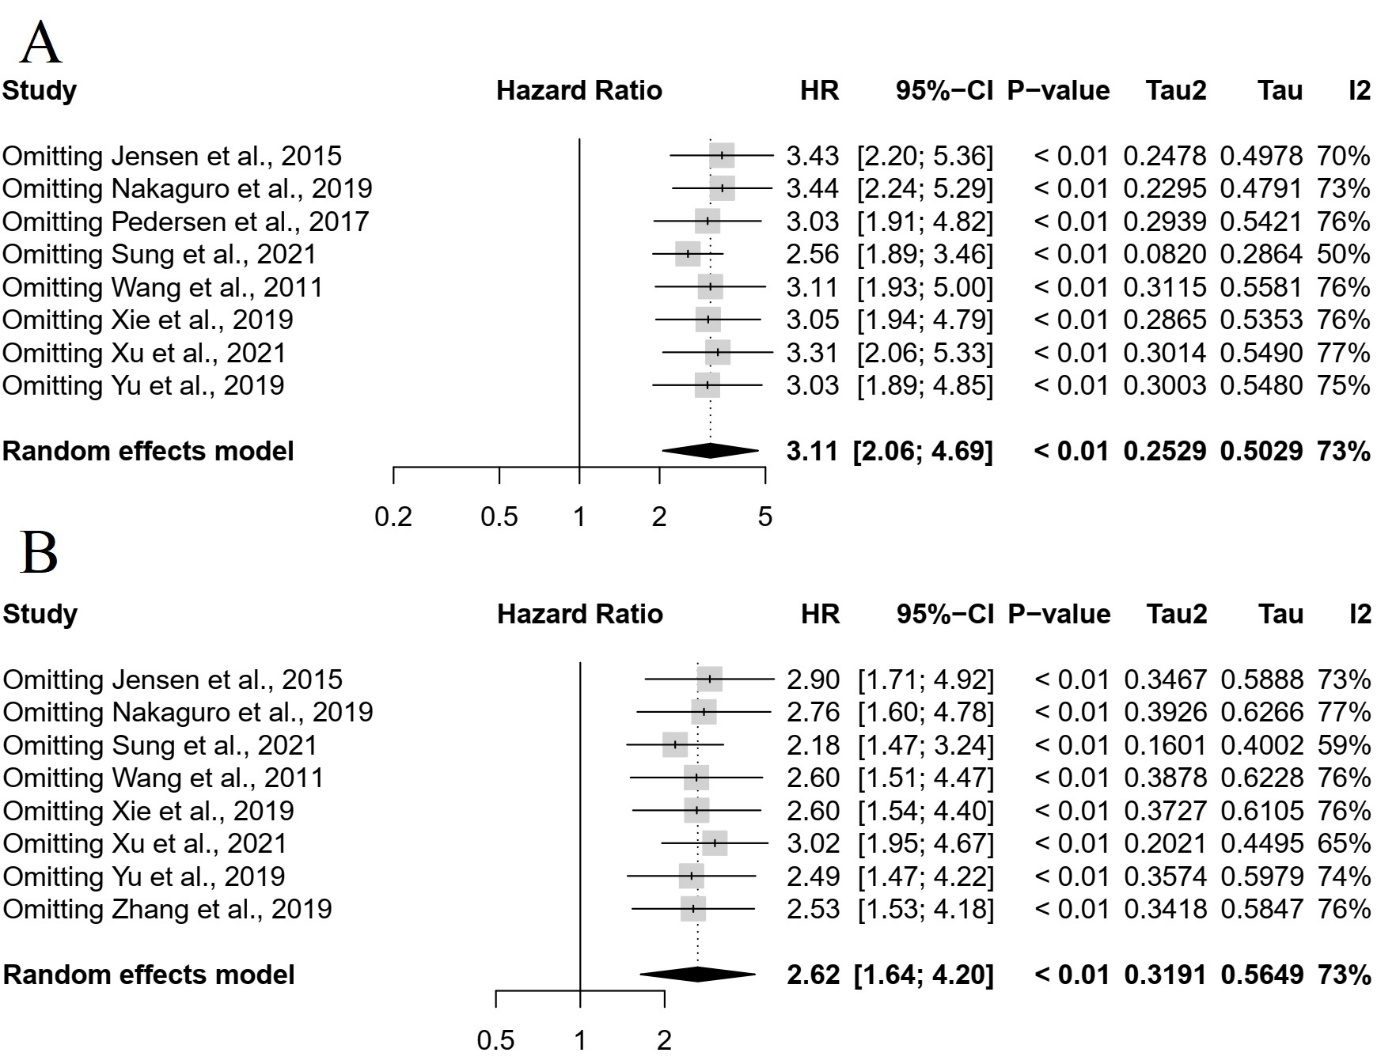 A
Study Hazard Ratio HR 95%−CI P−value Tau2 Tau I2
Omitting Jensen et al., 2015 3.43 [2.20; 5.36] < 0.01 0.2478 0.4978 70%
Omitting Nakaguro et al., 2019 3.44 [2.24; 5.29] < 0.01 0.2295 0.4791 73%
Omitting Pedersen et al., 2017 3.03 [1.91; 4.82] < 0.01 0.2939 0.5421 76%
Omitting Sung et al., 2021 2.56 [1.89; 3.46] < 0.01 0.0820 0.2864 50%
Omitting Wang et al., 2011 3.11 [1.93; 5.00] < 0.01 0.3115 0.5581 76%
Omitting Xie et al., 2019 3.05 [1.94; 4.79] < 0.01 0.2865 0.5353 76%
Omitting Xu et al., 2021 3.31 [2.06; 5.33] < 0.01 0.3014 0.5490 77%
Omitting Yu et al., 2019 3.03 [1.89; 4.85] < 0.01 0.3003 0.5480 75%
Random effects model 3.11 [2.06; 4.69] < 0.01 0.2529 0.5029 73%
0.2 0.5 1 2 5
B
Study Hazard Ratio HR 95%−CI P−value Tau2 Tau I2
Omitting Jensen et al., 2015 2.90 [1.71; 4.92] < 0.01 0.3467 0.5888 73%
Omitting Nakaguro et al., 2019 2.76 [1.60; 4.78] < 0.01 0.3926 0.6266 77%
Omitting Sung et al., 2021 2.18 [1.47; 3.24] < 0.01 0.1601 0.4002 59%
Omitting Wang et al., 2011 2.60 [1.51; 4.47] < 0.01 0.3878 0.6228 76%
Omitting Xie et al., 2019 2.60 [1.54; 4.40] < 0.01 0.3727 0.6105 76%
Omitting Xu et al., 2021 3.02 [1.95; 4.67] < 0.01 0.2021 0.4495 65%
Omitting Yu et al., 2019 2.49 [1.47; 4.22] < 0.01 0.3574 0.5979 74%
Omitting Zhang et al., 2019 2.53 [1.53; 4.18] < 0.01 0.3418 0.5847 76%
Random effects model 2.62 [1.64; 4.20] < 0.01 0.3191 0.5649 73%
0.5 1 2